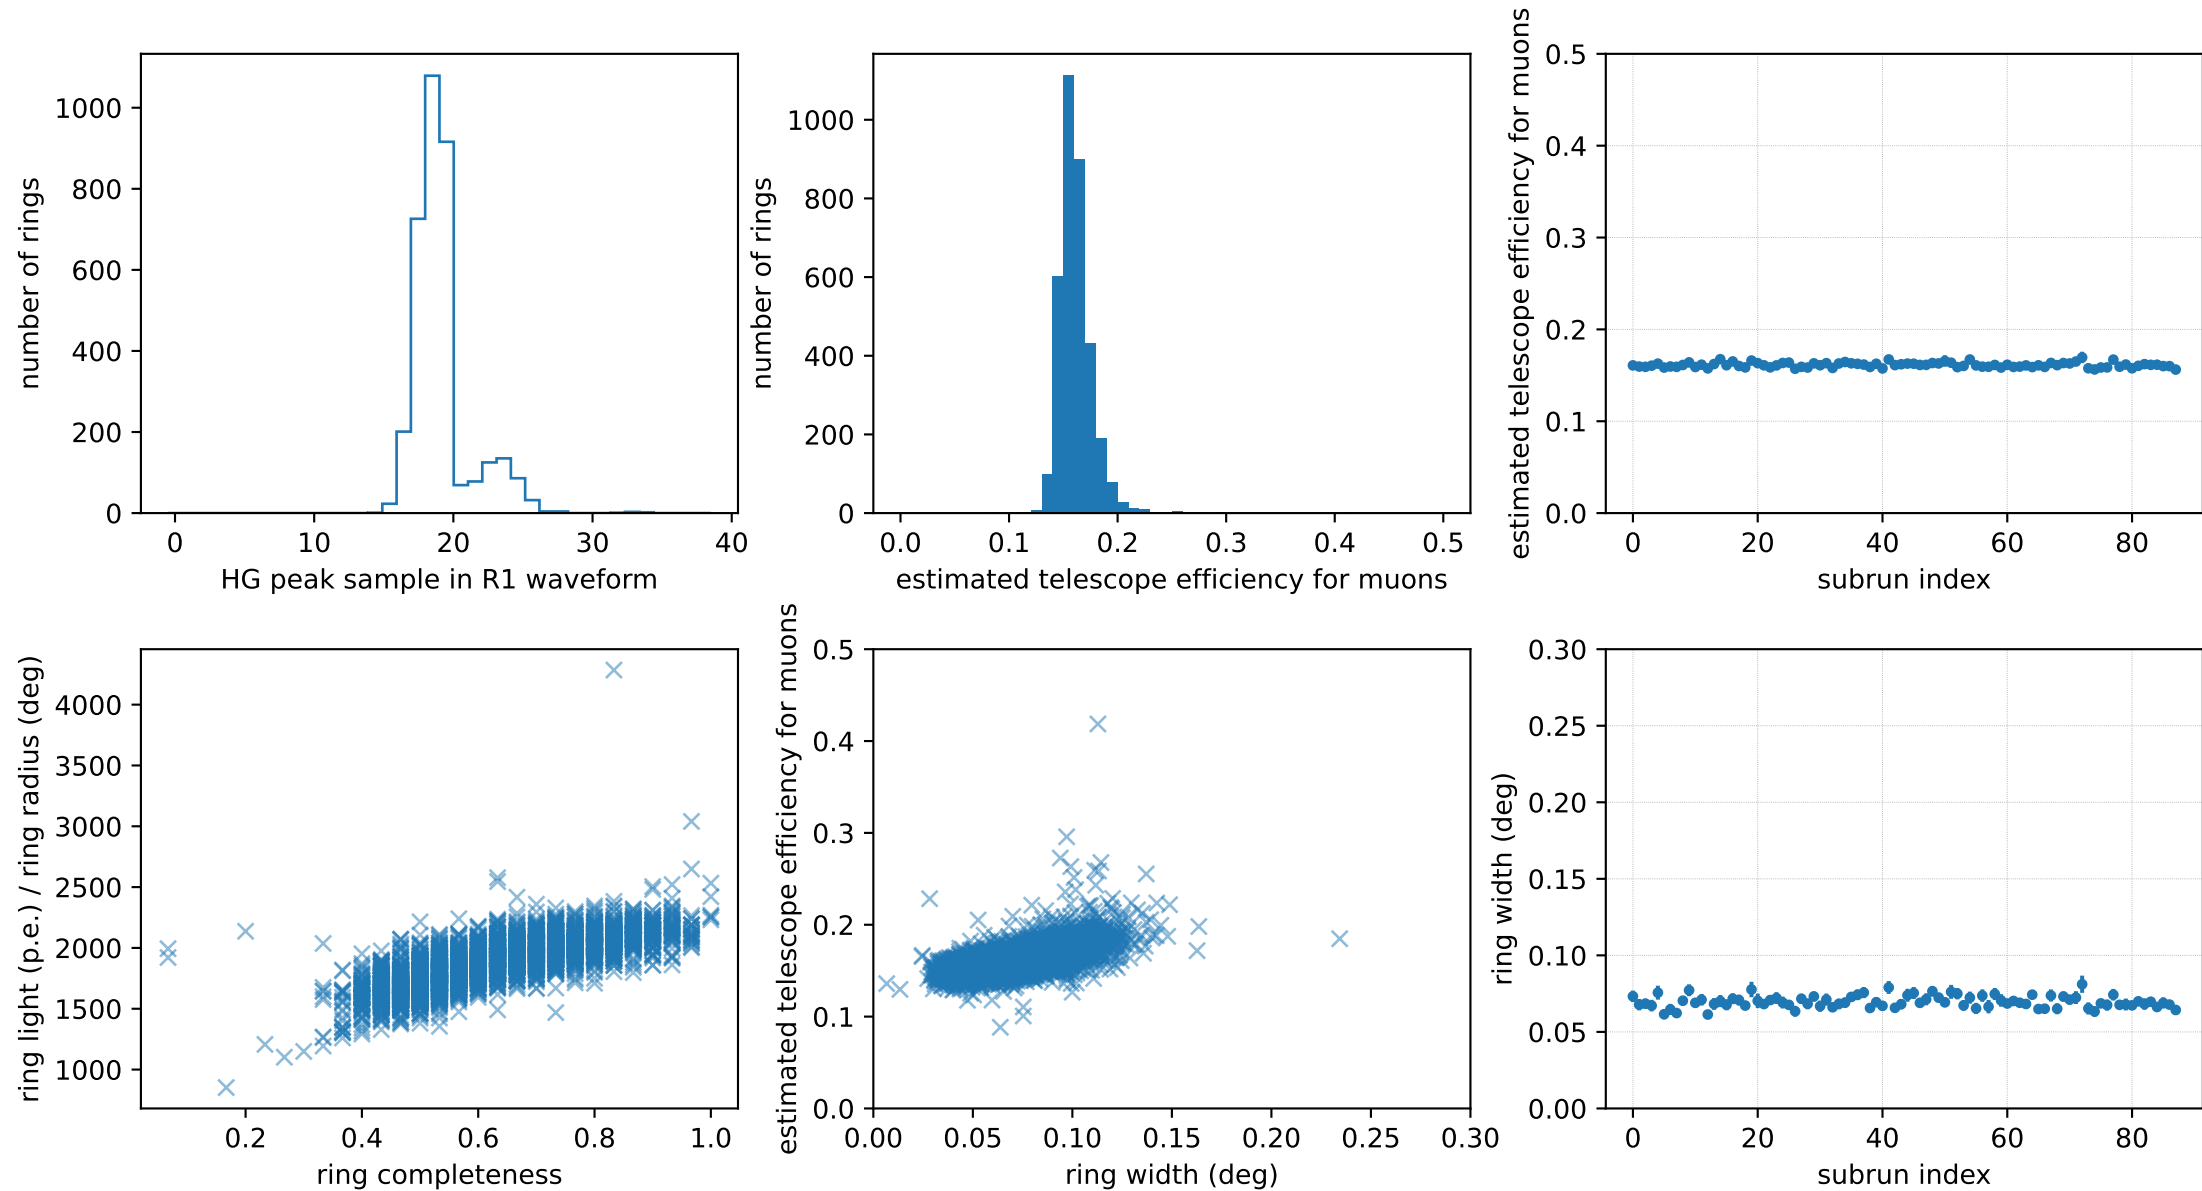 number of rings
1000
800
600
400
200
0
0 10 20 30 40
HG peak sample in R1 waveform
number of rings
1000
800
600
400
200
0
0.0 0.1 0.2 0.3 0.4 0.5
estimated telescope efficiency for muons
estimated telescope efficiency for muons
0.5
0.4
0.3
0.2
0.1
0.0
0 20 40 60 80
subrun index
ring light (p.e.) / ring radius (deg)
4000
3500
3000
2500
2000
1500
1000
0.2 0.4 0.6 0.8 1.0
ring completeness
estimated telescope efficiency for muons
0.5
0.4
0.3
0.2
0.1
0.0
0.00 0.05 0.10 0.15 0.20 0.25 0.30
ring width (deg)
ring width (deg)
0.30
0.25
0.20
0.15
0.10
0.05
0.00
0 20 40 60 80
subrun index